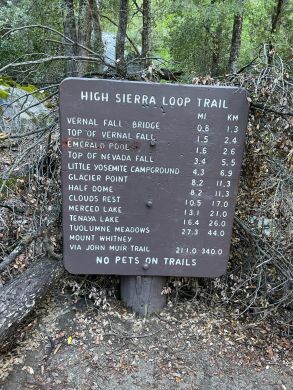 HIGH SIERRA LOOP TRAIL
MI KM
VERNAL FALL BRIDGE 0.8 1.3
TOP OF VERNAL FALL 1.5 2.4
EMERALD POOL 1.6 2.6
TOP OF NEVADA FALL 3.4 5.5
LITTLE YOSEMITE CAMPGROUND 4.3 6.9
GLACIER POINT 8.2 11.3
HALF DOME 8.2 11.3
CLOUDS REST 10.5 17.0
MERCED LAKE 13.1 21.0
TENAYA LAKE 16.4 26.0
TUOLUMNE MEADOWS 27.3 44.0
MOUNT WHITNEY
VIA JOHN MUIR TRAIL 211.0 340.0
NO PETS ON TRAILS